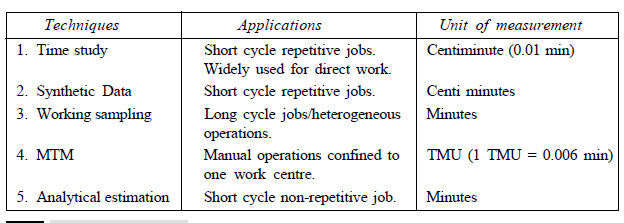 Techniques Applications Unit of measurement
1. Time study Short cycle repetitive jobs. Centiminute (0.01 min)
Widely used for direct work.
2. Synthetic Data Short cycle repetitive jobs. Centi minutes
3. Working sampling Long cycle jobs/heterogeneous Minutes
operations.
4. MTM Manual operations confined to TMU (1 TMU = 0.006 min)
one work centre.
5. Analytical estimation Short cycle non-repetitive job. Minutes